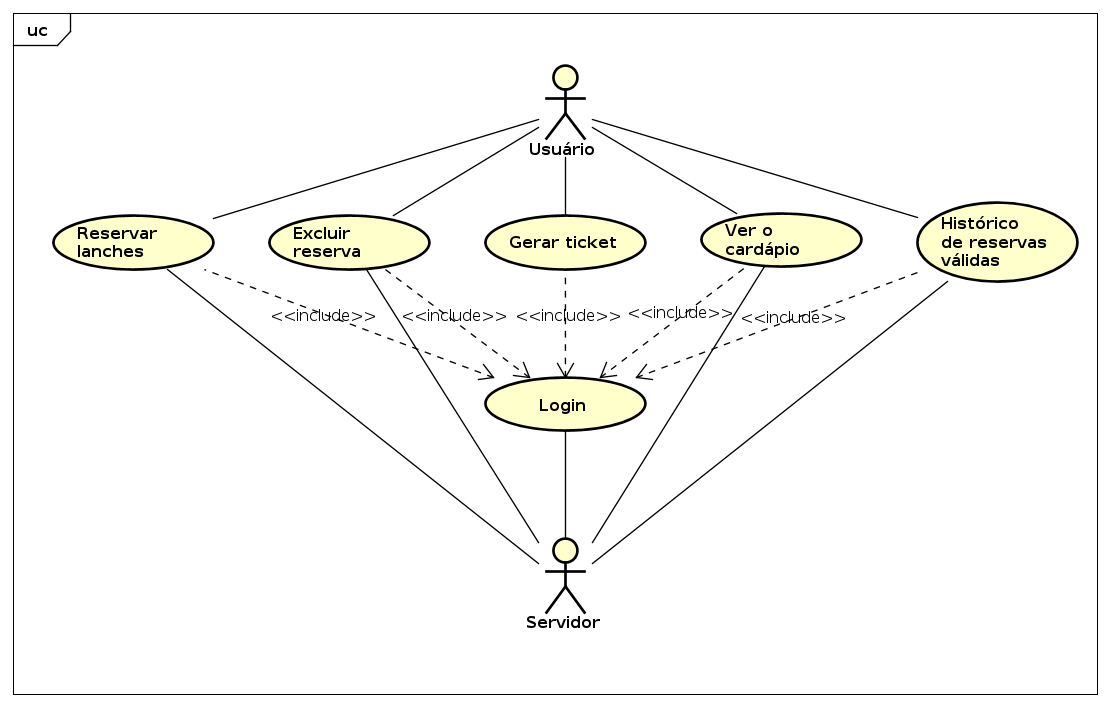 uc
Usuário
Reservar
lanches
Excluir
reserva
Gerar ticket
Ver o
cardápio
Histórico
de reservas
válidas
<<include>>
<<include>>
<<include>>
<<include>>
<<include>>
Login
Servidor